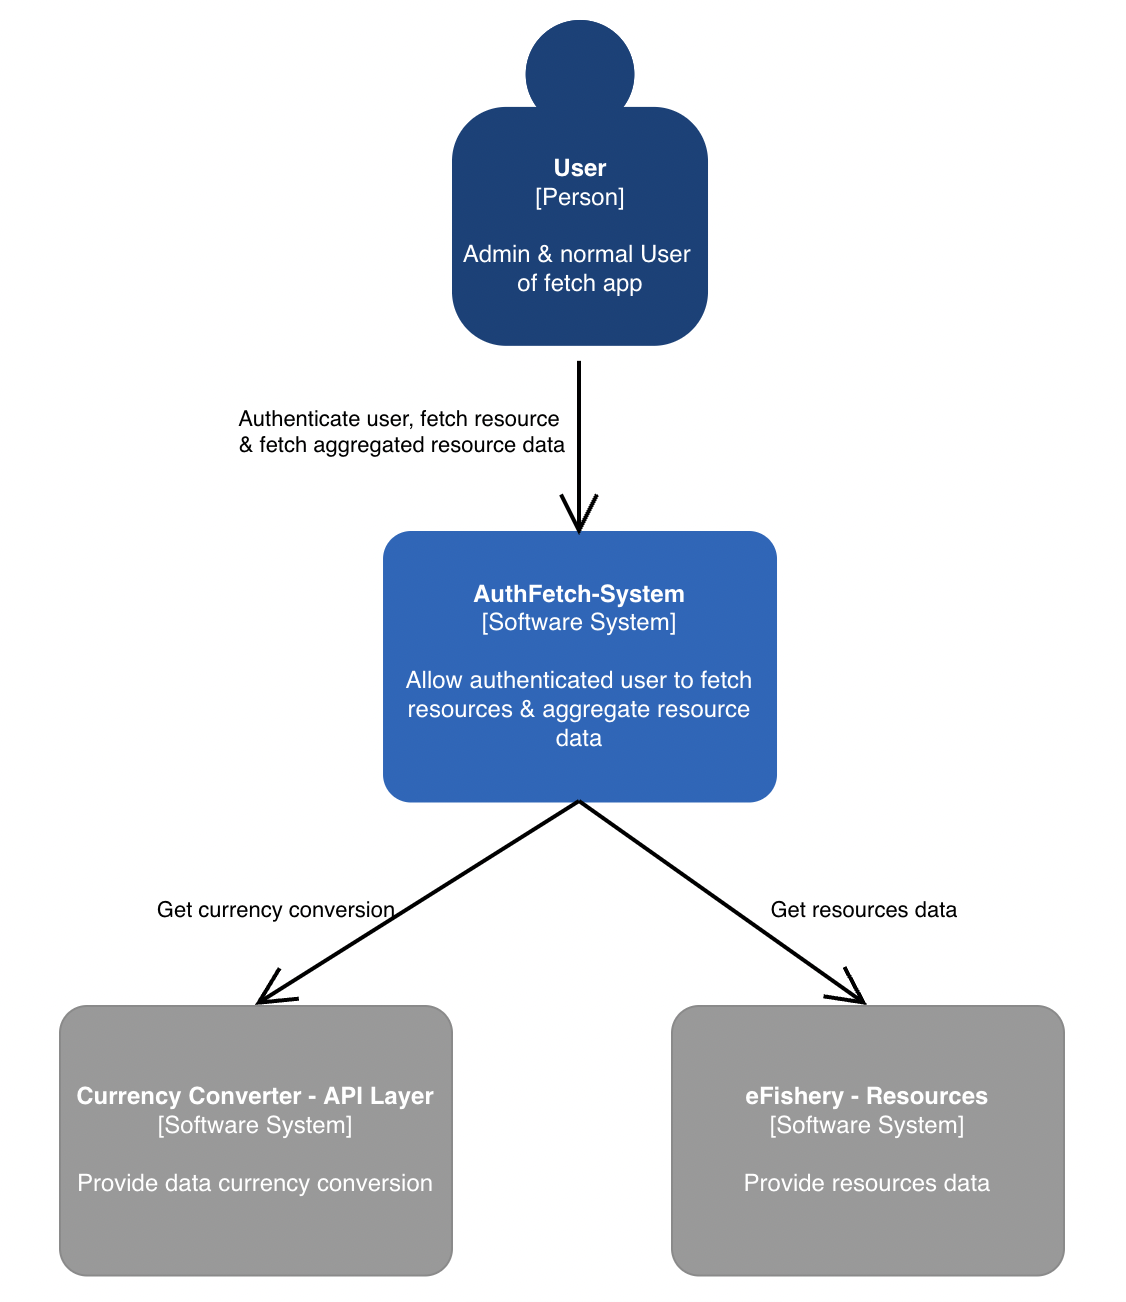 User
[Person]
Admin & normal User
of fetch app
Authenticate user, fetch resource
& fetch aggregated resource data
AuthFetch-System
[Software System]
Allow authenticated user to fetch
resources & aggregate resource
data
Get currency conversion
Get resources data
Currency Converter - API Layer
[Software System]
Provide data currency conversion
eFishery - Resources
[Software System]
Provide resources data